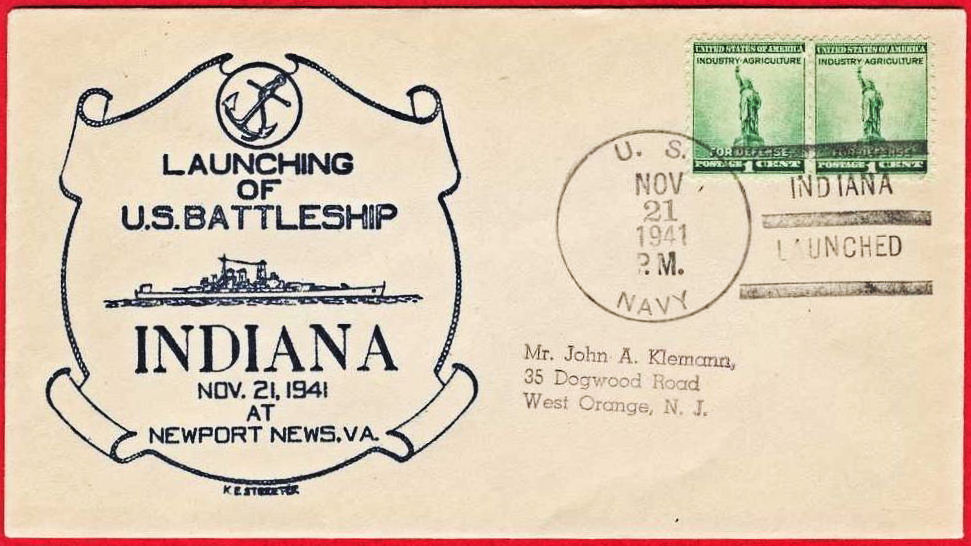 LAUNCHING
OF
U.S. BATTLESHIP
INDIANA
NOV. 21, 1941
AT
NEWPORT NEWS, VA.
K E STREETER
UNITED STATES OF AMERICA
INDUSTRY·AGRICULTURE
FOR DEFENSE
POSTAGE 1 CENT
UNITED STATES OF AMERICA
INDUSTRY·AGRICULTURE
FOR DEFENSE
POSTAGE 1 CENT
U. S.
NOV
21
1941
P.M.
NAVY
INDIANA
LAUNCHED
Mr. John A. Klemann,
35 Dogwood Road
West Orange, N. J.